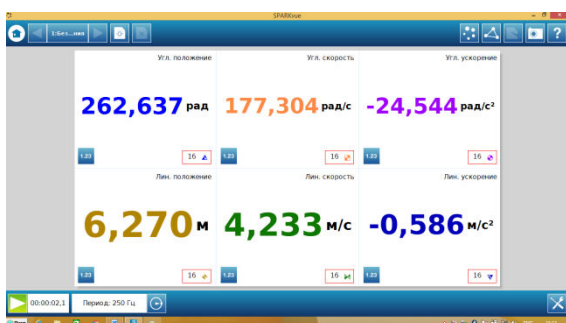 SPARKvue
1:Без...ния
Угл. положение
262,637 рад
1.23
16
Угл. скорость
177,304 рад/с
1.23
16
Угл. ускорение
-24,544 рад/с²
1.23
16
Лин. положение
6,270 м
1.23
16
Лин. скорость
4,233 м/с
1.23
16
Лин. ускорение
-0,586 м/с²
1.23
16
00:00:02,1
Период: 250 Гц